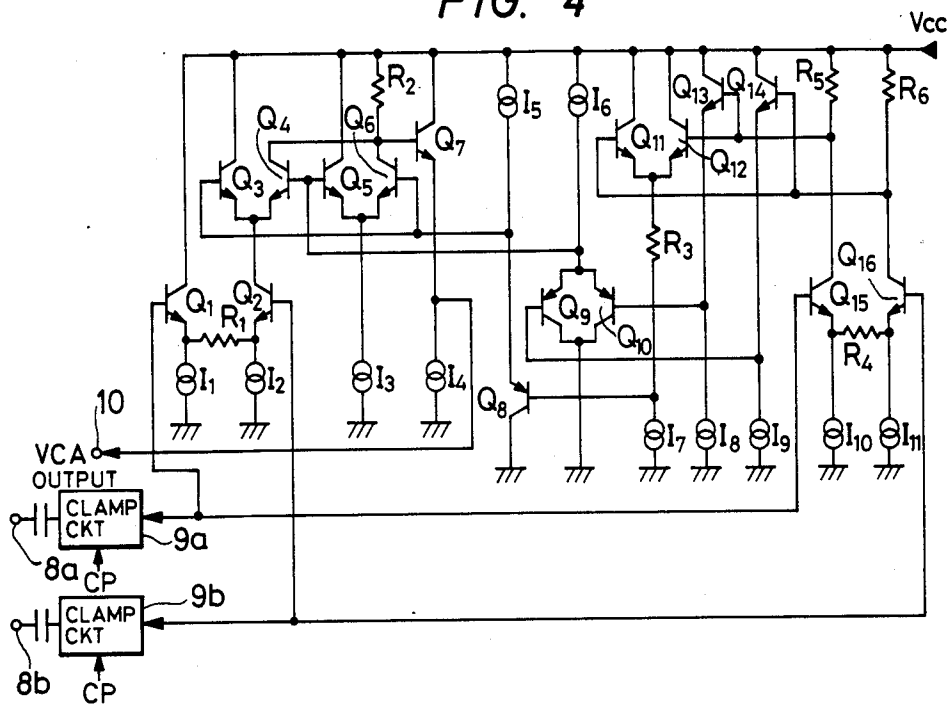 FIG. 4
Vcc
R2
I5
I6
Q13
Q14
R5
R6
Q4
Q6
Q7
Q11
Q12
Q3
Q5
R3
Q16
Q1
Q2
R1
Q9
Q10
Q15
R4
I1
I2
I3
I4
Q8
I7
I8
I9
I10
I11
10
VCA
OUTPUT
CLAMP
CKT
9a
8a
CP
9b
CLAMP
CKT
8b
CP